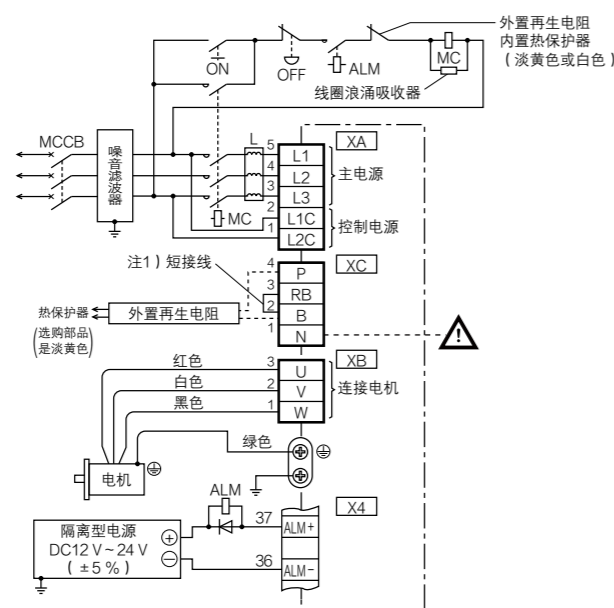 外置再生电阻
内置热保护器
(淡黄色或白色)
ON
OFF
ALM
MC
线圈浪涌吸收器
MCCB
噪音滤波器
L
XA
5 L1
4 L2
3 L3
主电源
2 L1C
1 L2C
控制电源
MC
注1)短接线
XC
4 P
3 RB
2 B
1 N
热保护器
外置再生电阻
(选购部品
是淡黄色)
!
XB
红色 3 U
白色 2 V
黑色 1 W
连接电机
绿色
电机
ALM
X4
隔离型电源
DC12 V~24 V
(±5 %)
+
−
37 ALM+
36 ALM−